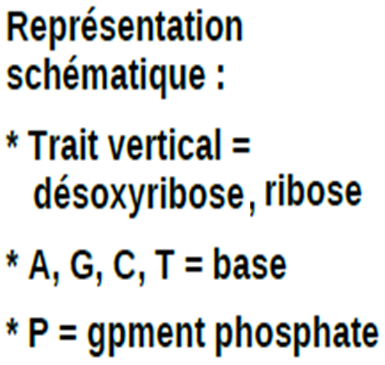 Représentation
schématique :
* Trait vertical =
désoxyribose, ribose
* A, G, C, T = base
* P = gpment phosphate